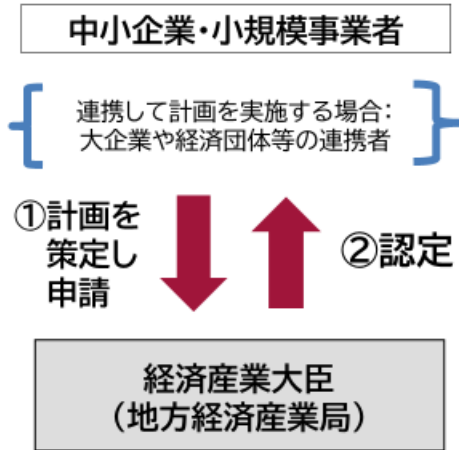 中小企業・小規模事業者
連携して計画を実施する場合：
大企業や経済団体等の連携者
①計画を
策定し
申請
②認定
経済産業大臣
（地方経済産業局）